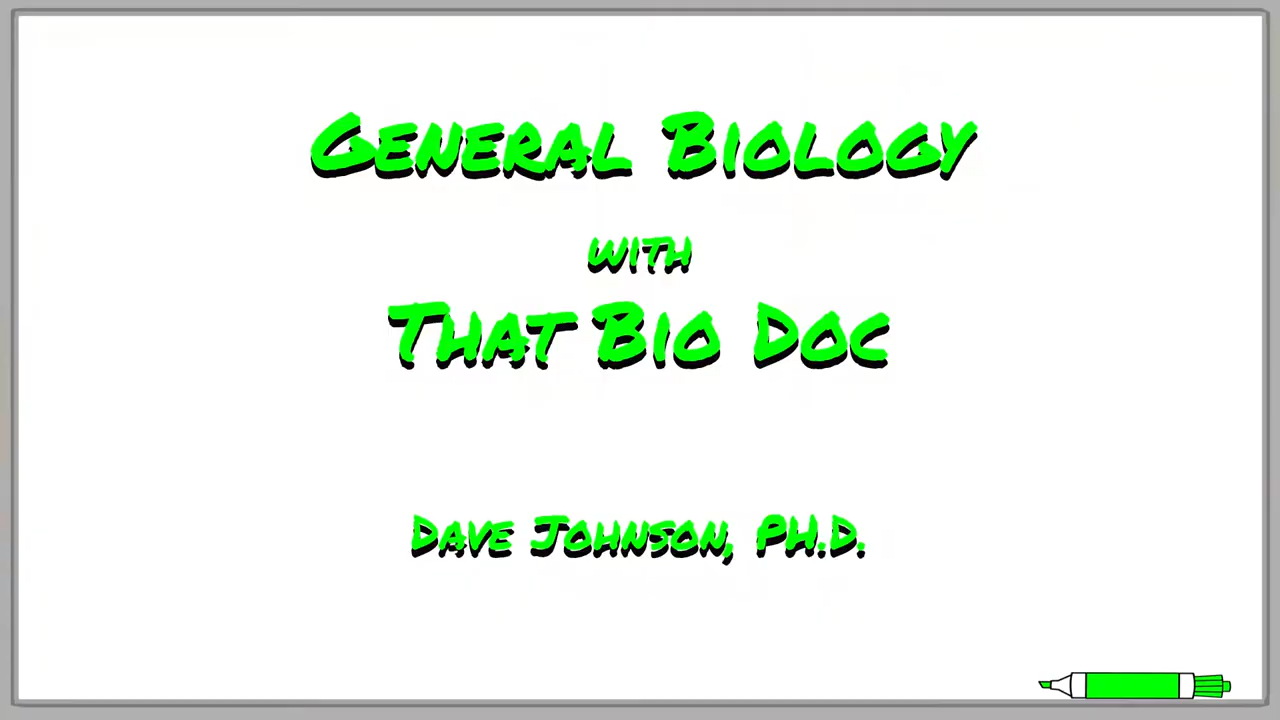 General Biology
with
That Bio Doc
Dave Johnson, PH.D.